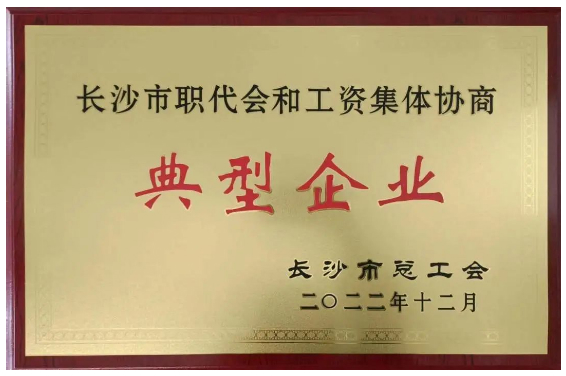 长沙市职代会和工资集体协商
典型企业
长沙市总工会
二〇二二年十二月